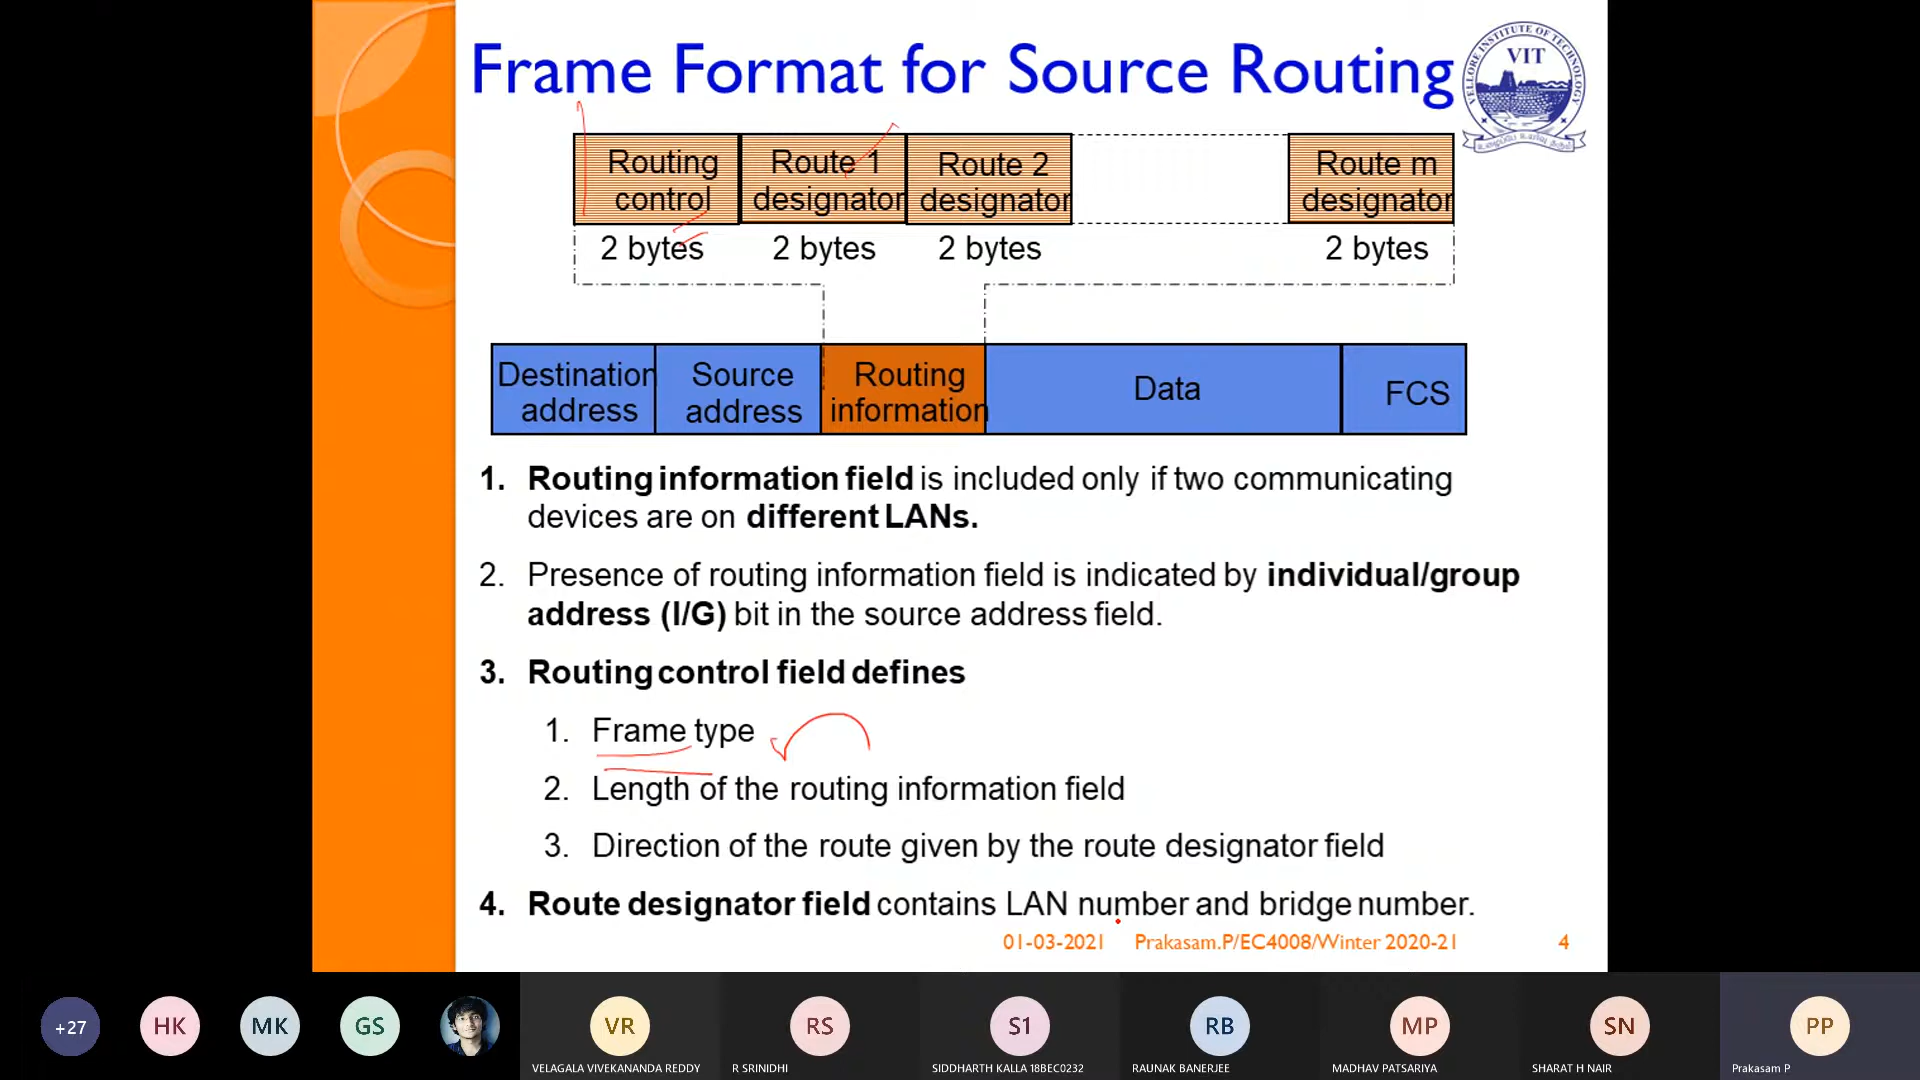 Frame Format for Source Routing
VELLORE INSTITUTE OF TECHNOLOGY
VIT
Routing control
Route 1 designator
Route 2 designator
Route m designator
2 bytes
2 bytes
2 bytes
2 bytes
Destination address
Source address
Routing information
Data
FCS
1. Routing information field is included only if two communicating
devices are on different LANs.
2. Presence of routing information field is indicated by individual/group
address (I/G) bit in the source address field.
3. Routing control field defines
1. Frame type
2. Length of the routing information field
3. Direction of the route given by the route designator field
4. Route designator field contains LAN number and bridge number.
01-03-2021 Prakasam.P/EC4008/Winter 2020-21 4
+27 HK MK GS VR RS S1 RB MP SN PP
VELAGALA VIVEKANANDA REDDY R SRINIDHI SIDDHARTH KALLA 18BEC0232 RAUNAK BANERJEE MADHAV PATSARIYA SHARAT H NAIR Prakasam P